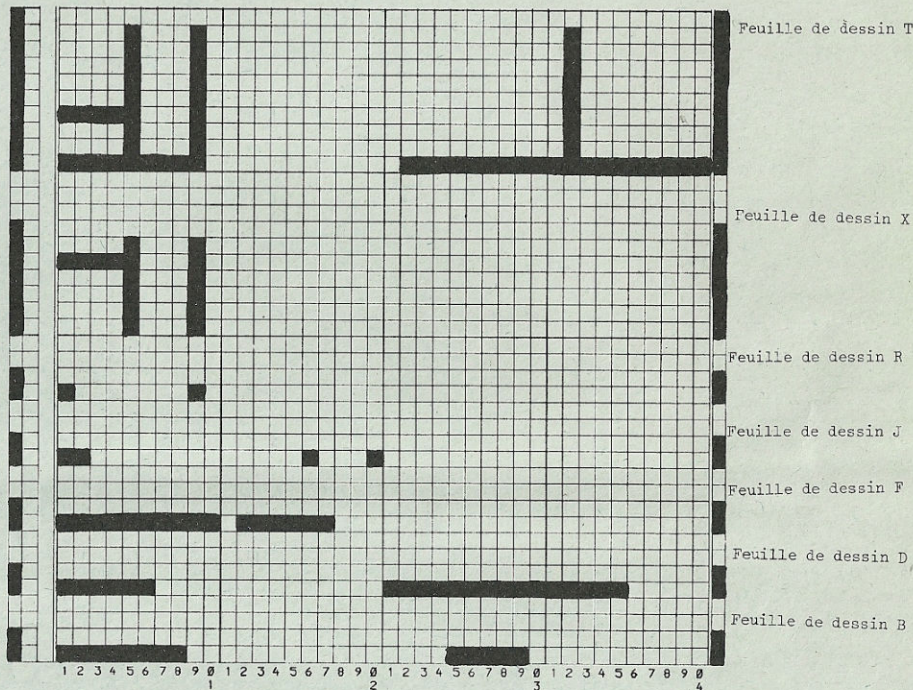 Feuille de dessin T
Feuille de dessin X
Feuille de dessin R
Feuille de dessin J
Feuille de dessin F
Feuille de dessin D
Feuille de dessin B
1 2 3 4 5 6 7 8 9 0 1 2 3 4 5 6 7 8 9 0 1 2 3 4 5 6 7 8 9 0 1 2 3 4 5 6 7 8 9 0
1 2 3 4